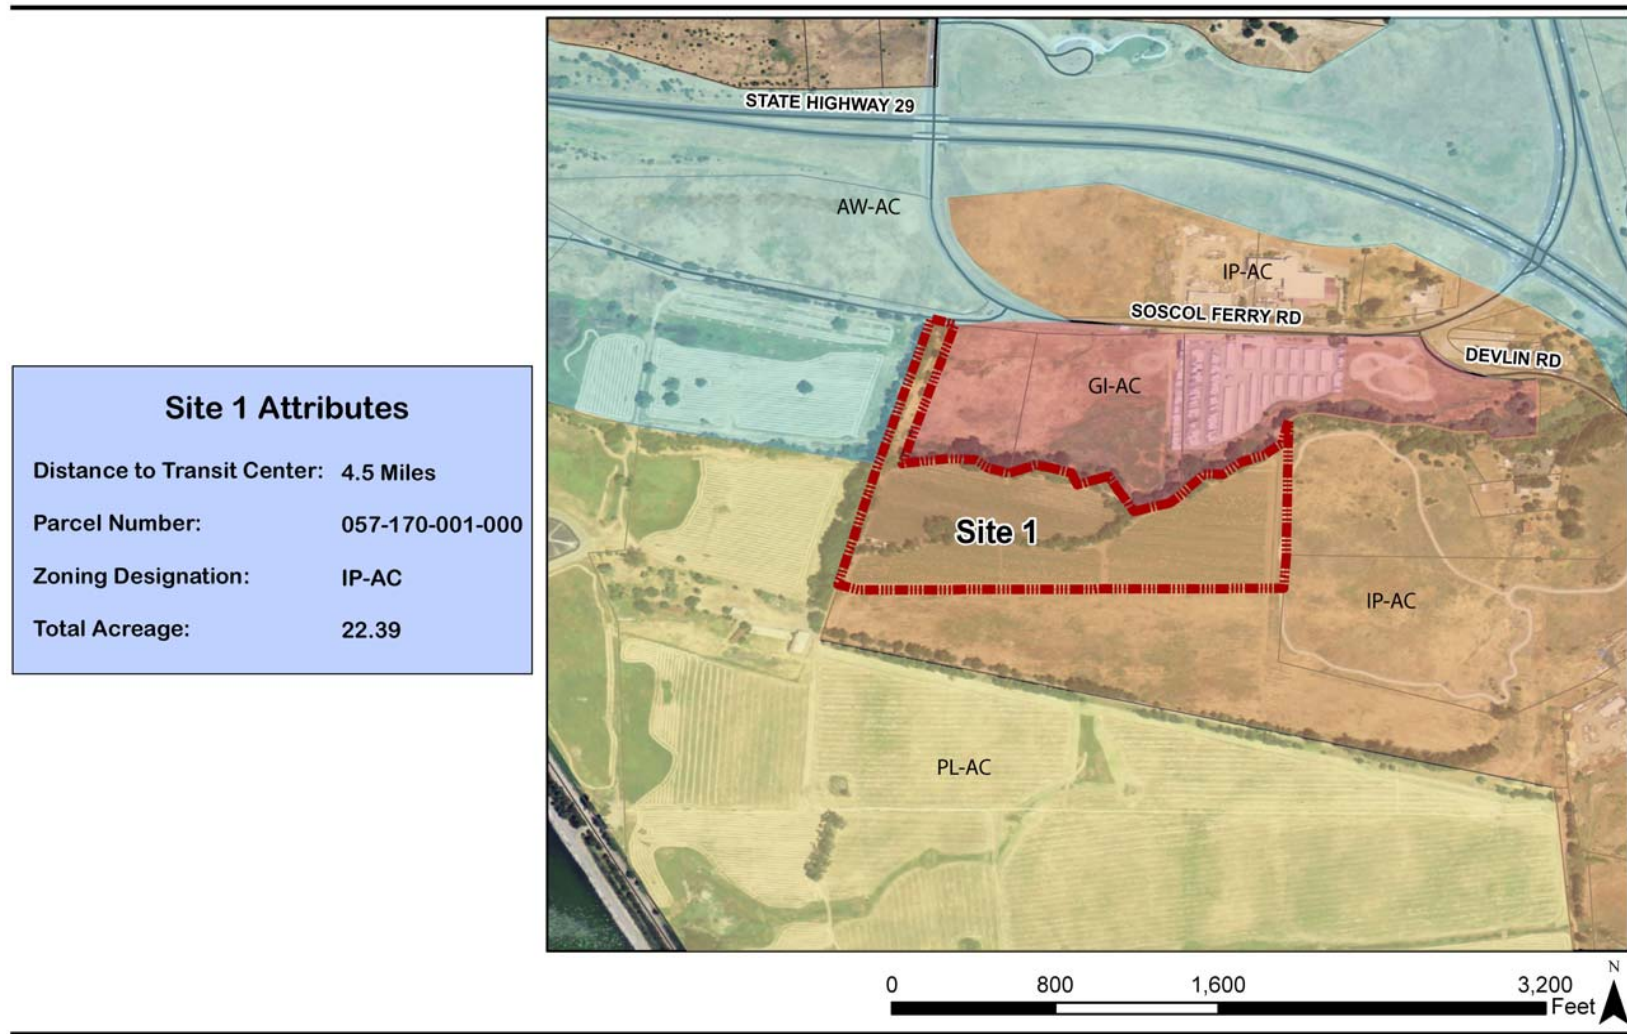 Site 1 Attributes
Distance to Transit Center: 4.5 Miles
Parcel Number: 057-170-001-000
Zoning Designation: IP-AC
Total Acreage: 22.39
STATE HIGHWAY 29
AW-AC
IP-AC
SOSCOL FERRY RD
DEVLIN RD
GI-AC
Site 1
IP-AC
PL-AC
0 800 1,600 3,200
Feet
N